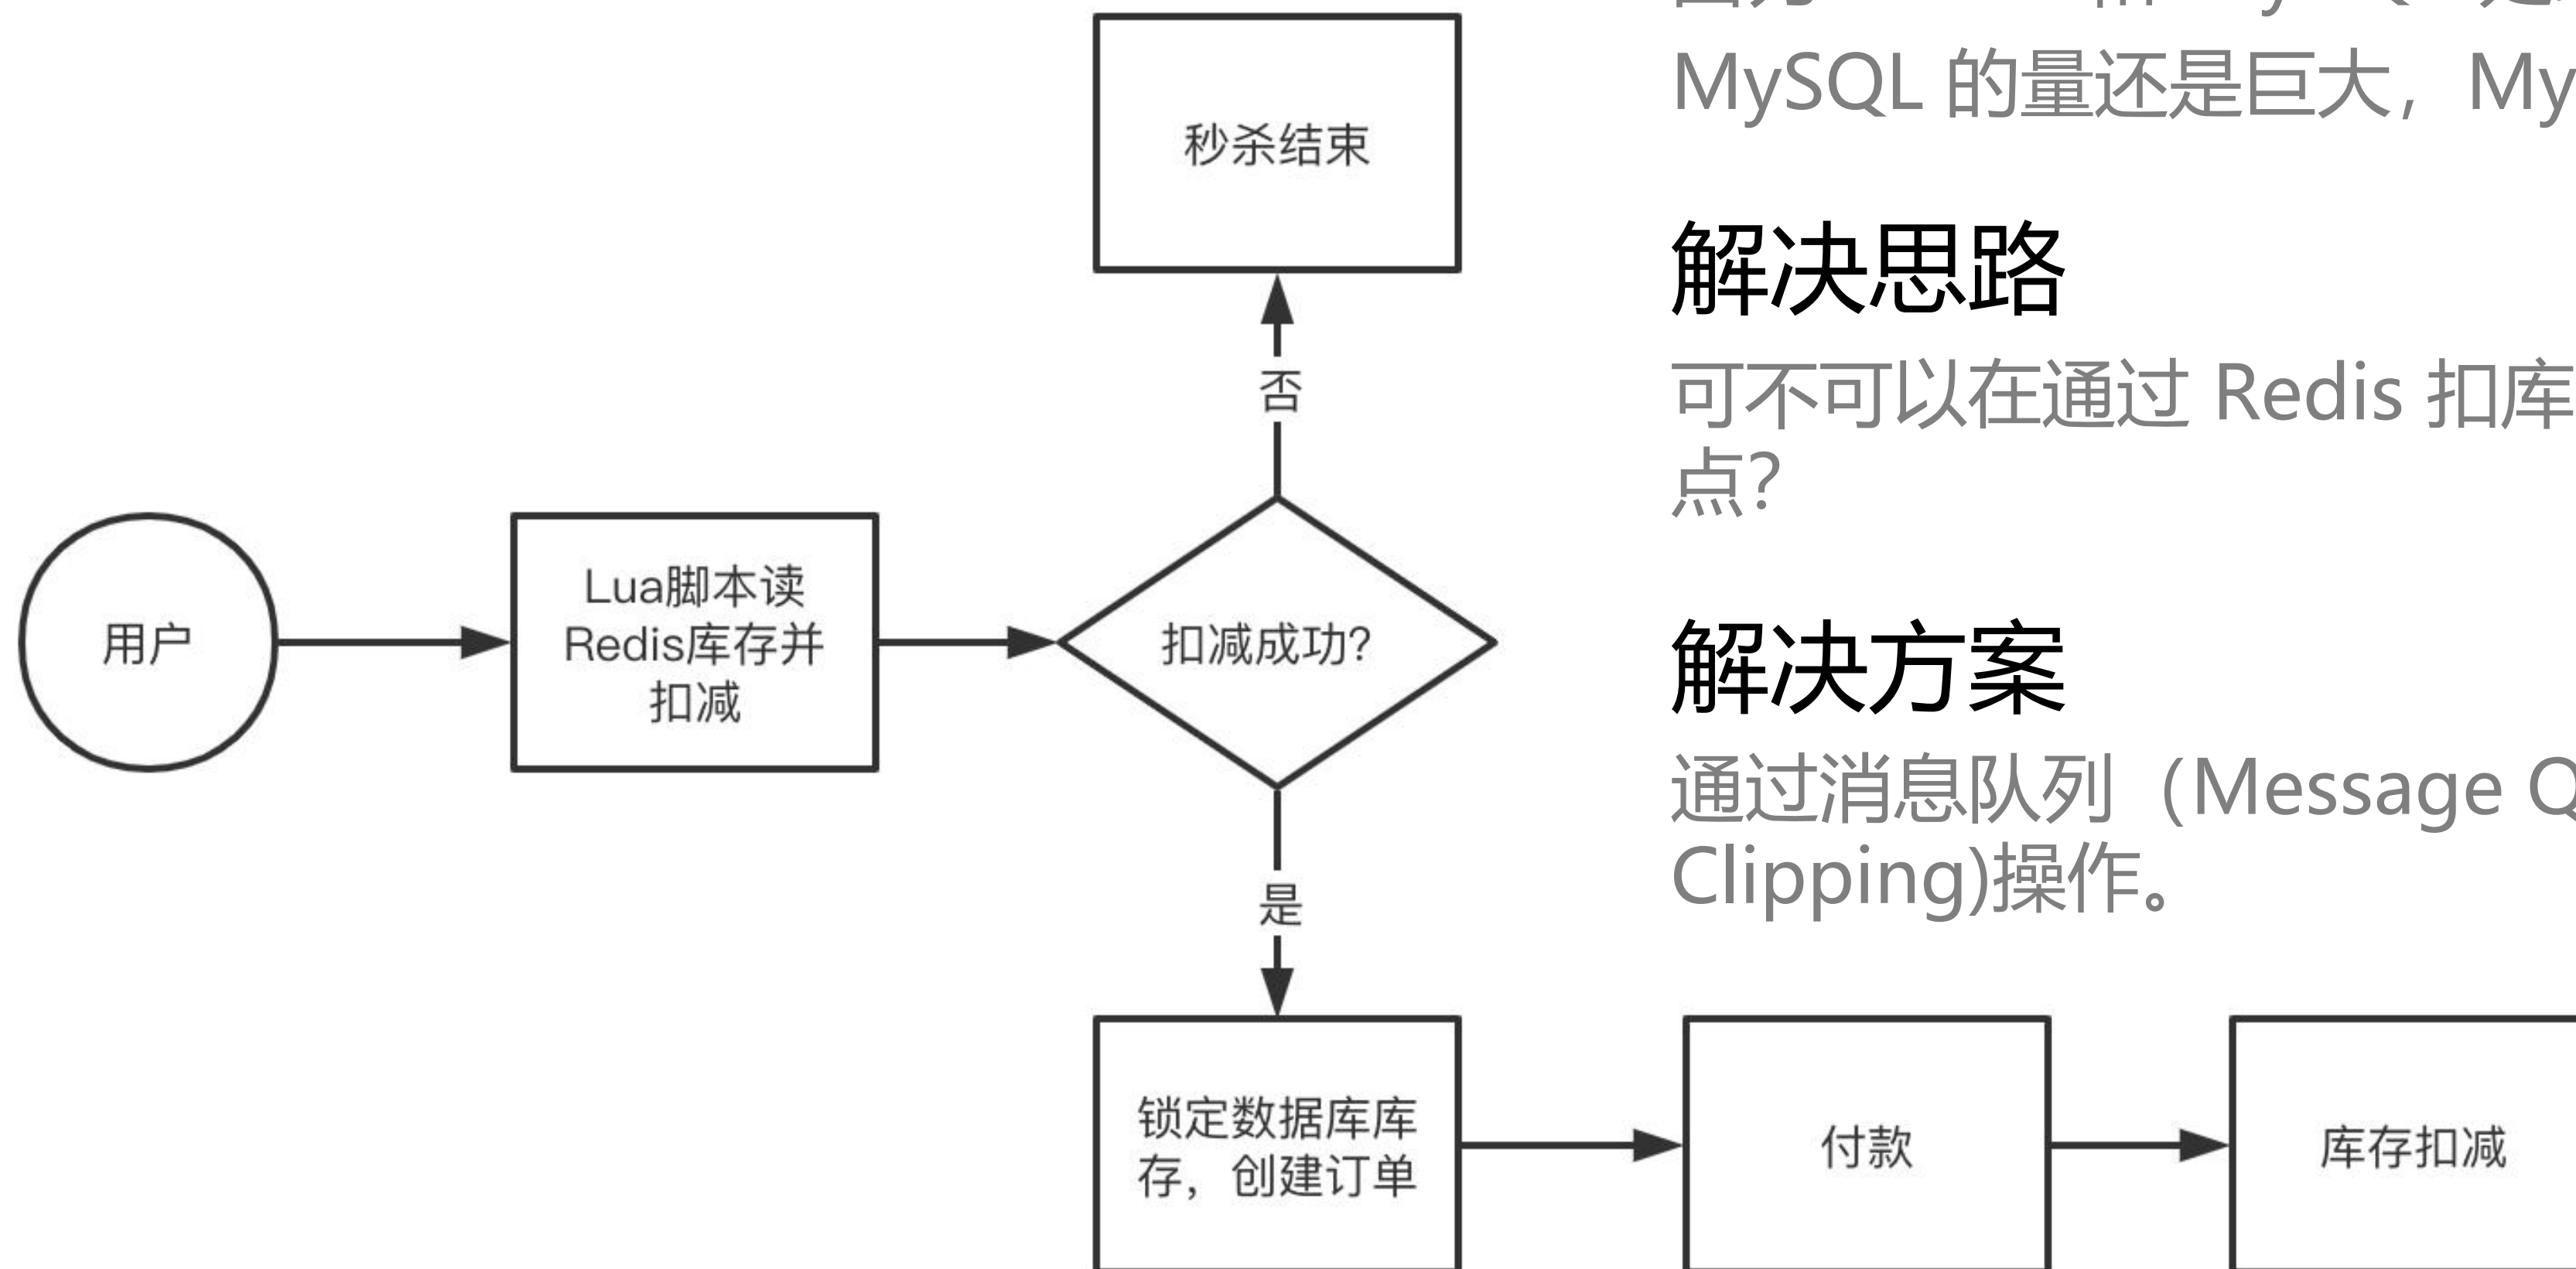 秒杀结束
否
用户
Lua脚本读
Redis库存并
扣减
扣减成功?
是
锁定数据库库
存，创建订单
付款
库存扣减
MySQL 的量还是巨大，My
解决思路
可不可以在通过 Redis 扣库
点？
解决方案
通过消息队列（Message Q
Clipping)操作。